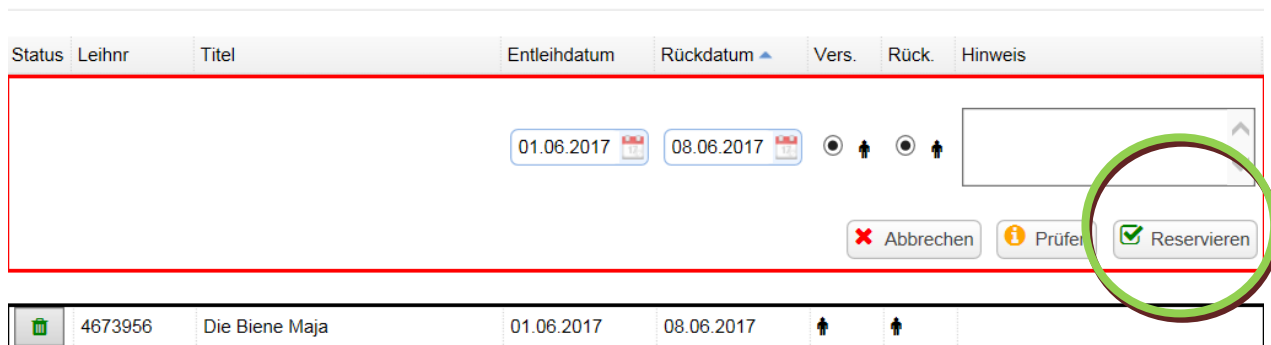 Status Leihnr Titel Entleihdatum Rückdatum Vers. Rück. Hinweis
01.06.2017 08.06.2017
Abbrechen Prüfen Reservieren
4673956 Die Biene Maja 01.06.2017 08.06.2017